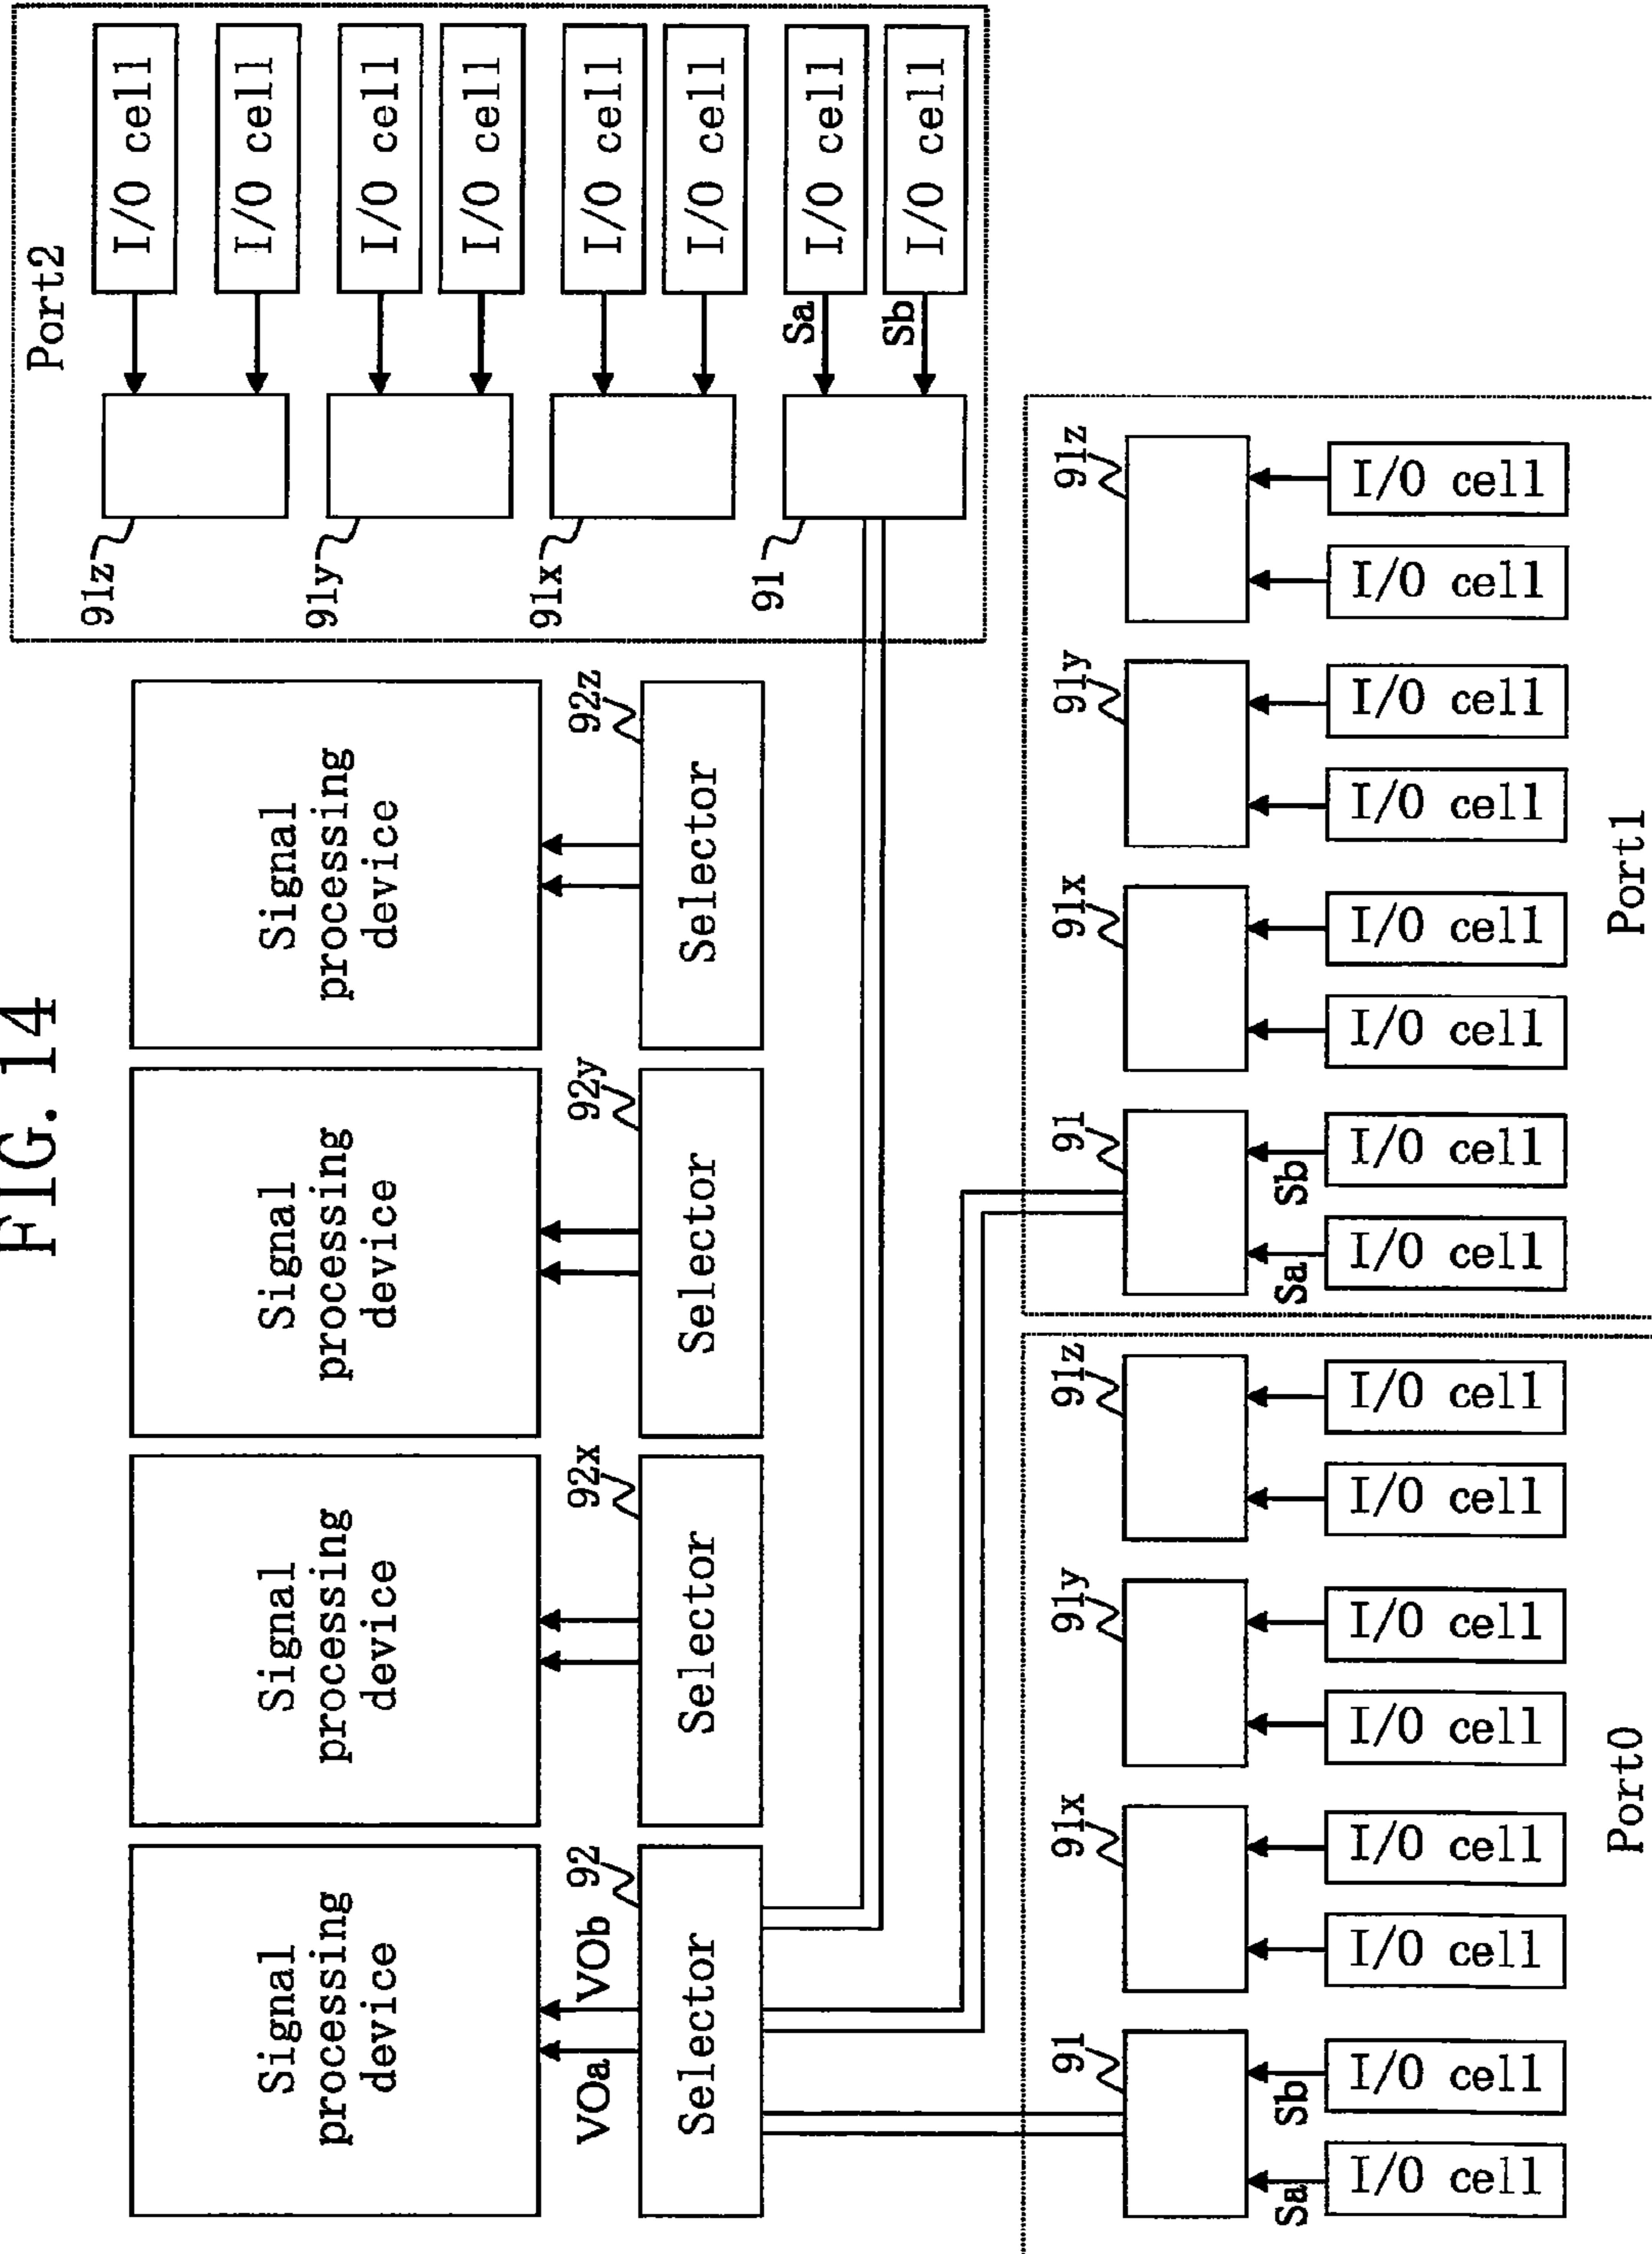 FIG. 14
Port2
91z
I/O cell
I/O cell
91y
I/O cell
I/O cell
91x
I/O cell
I/O cell
91
Sa
I/O cell
Sb
I/O cell
Signal
processing
device
Signal
processing
device
Signal
processing
device
Signal
processing
device
VOa
VOb
92
92x
92y
92z
Selector
Selector
Selector
Selector
91
91x
91y
91z
Sa
Sb
I/O cell
I/O cell
I/O cell
I/O cell
I/O cell
I/O cell
I/O cell
I/O cell
Port0
91
91x
91y
91z
Sa
Sb
I/O cell
I/O cell
I/O cell
I/O cell
I/O cell
I/O cell
I/O cell
I/O cell
Port1